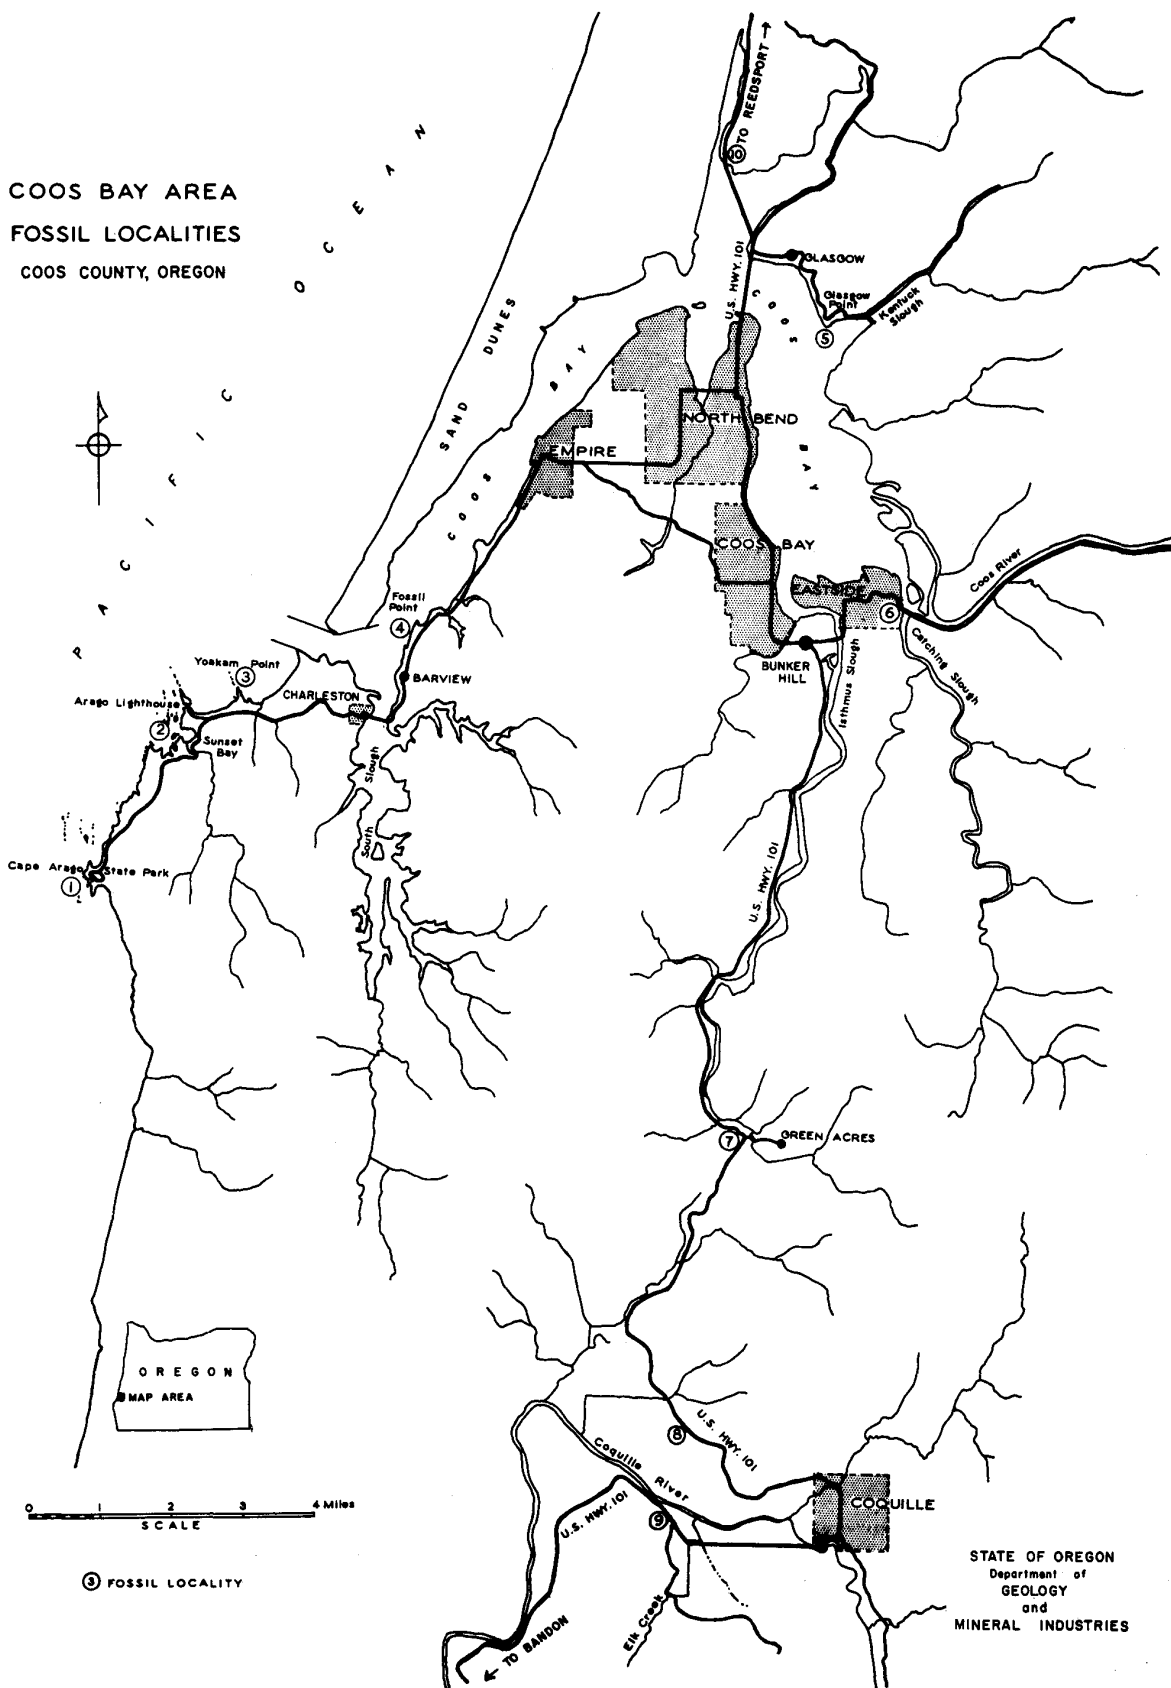 COOS BAY AREA
FOSSIL LOCALITIES
COOS COUNTY, OREGON
PACIFIC OCEAN
TO REEDSPORT
10
U.S. HWY. 101
GLASGOW
Glasgow
Point
5
Kentuck
Slough
COOS BAY
SAND DUNES
COOS BAY
NORTH BEND
EMPIRE
COOS BAY
EASTSIDE
6
Coos River
Catching Slough
BUNKER
HILL
Isthmus Slough
Fossil
Point
4
BARVIEW
Yoakam Point
3
CHARLESTON
Arago Lighthouse
2
Sunset
Bay
South Slough
Cape Arago State Park
1
U.S. HWY. 101
7
GREEN ACRES
OREGON
MAP AREA
8
U.S. HWY. 101
Coquille River
COQUILLE
U.S. HWY. 101
9
Elk Creek
TO BANDON
0 1 2 3 4 Miles
SCALE
3 FOSSIL LOCALITY
STATE OF OREGON
Department of
GEOLOGY
and
MINERAL INDUSTRIES